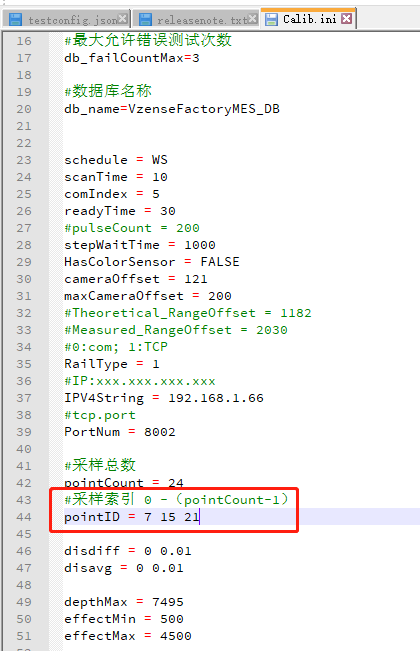 testconfig.json
releasenote.txt
Calib.ini
16 #最大允许错误测试次数
17 db_failCountMax=3
18
19 #数据库名称
20 db_name=VzenseFactoryMES_DB
21
22
23 schedule = WS
24 scanTime = 10
25 comIndex = 5
26 readyTime = 30
27 #pulseCount = 200
28 stepWaitTime = 1000
29 HasColorSensor = FALSE
30 cameraOffset = 121
31 maxCameraOffset = 200
32 #Theoretical_RangeOffset = 1182
33 #Measured_RangeOffset = 2030
34 #0:com; 1:TCP
35 RailType = 1
36 #IP:xxx.xxx.xxx.xxx
37 IPV4String = 192.168.1.66
38 #tcp.port
39 PortNum = 8002
40
41 #采样总数
42 pointCount = 24
43 #采样索引 0 -（pointCount-1）
44 pointID = 7 15 21
45
46 disdiff = 0 0.01
47 disavg = 0 0.01
48
49 depthMax = 7495
50 effectMin = 500
51 effectMax = 4500